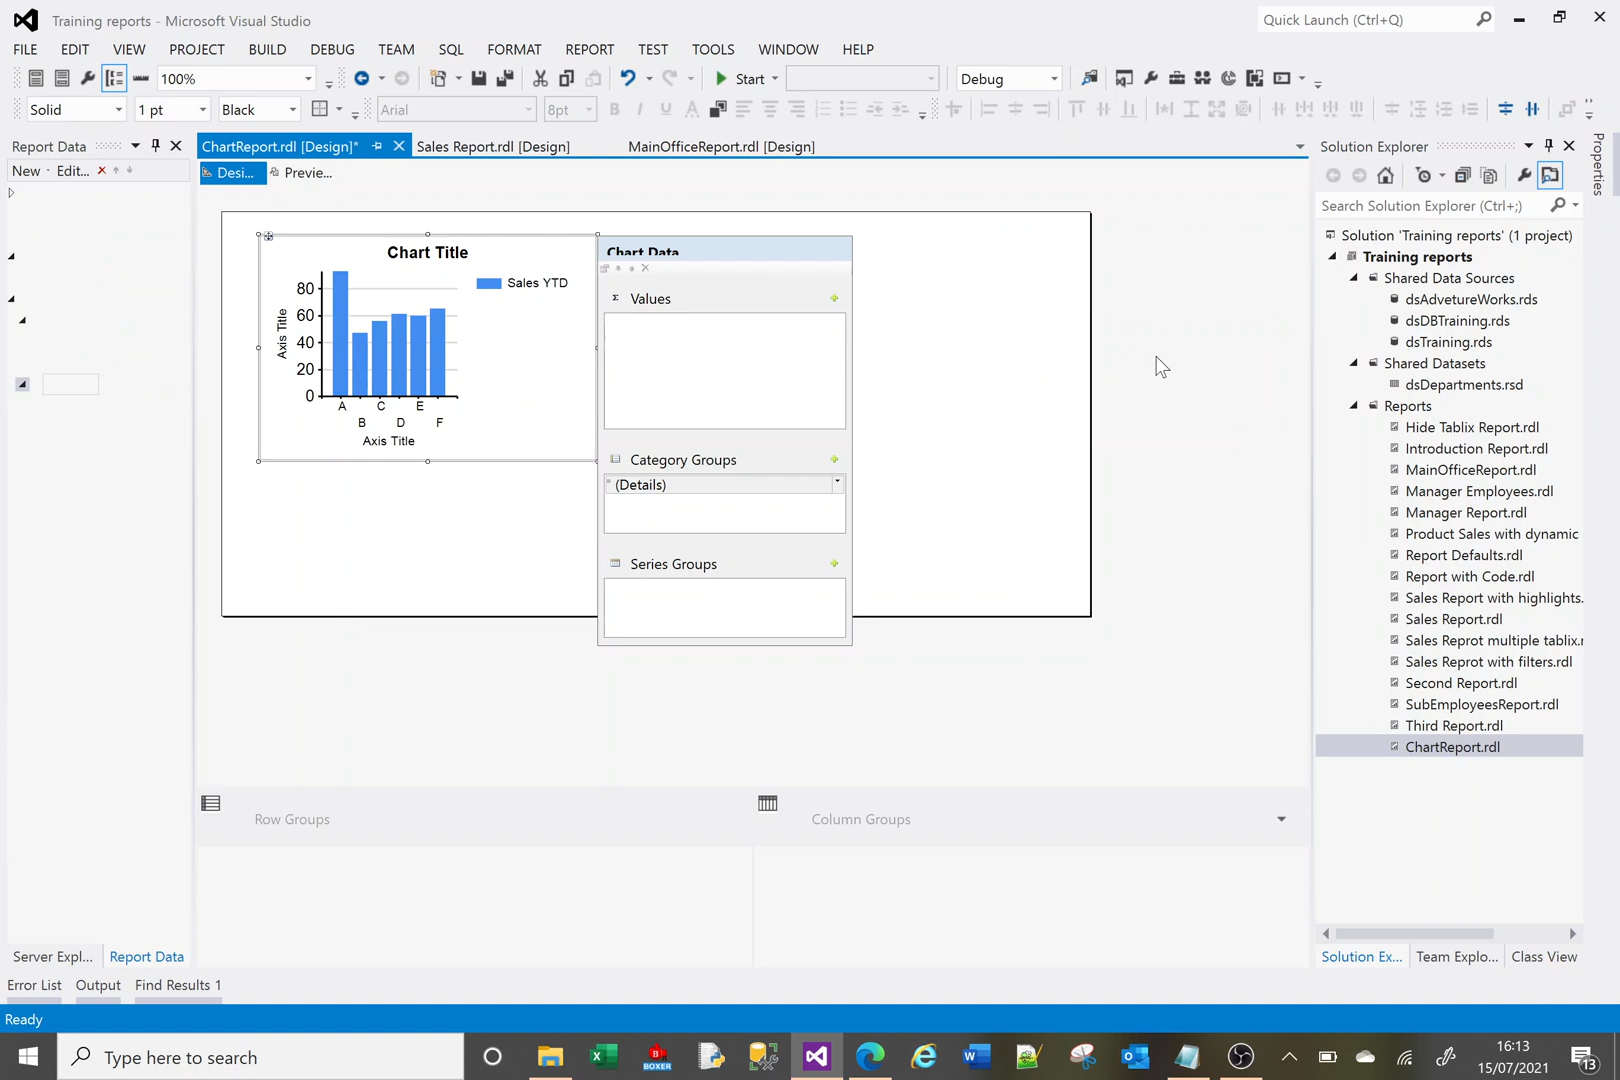 Training reports - Microsoft Visual Studio
Quick Launch (Ctrl+Q)
FILE EDIT VIEW PROJECT BUILD DEBUG TEAM SQL FORMAT REPORT TEST TOOLS WINDOW HELP
100% Start Debug
Solid 1 pt Black Arial 8pt B I U A
Report Data
New Edit...
ChartReport.rdl [Design]* Sales Report.rdl [Design] MainOfficeReport.rdl [Design]
Desi... Previe...
Chart Title
Sales YTD
80
60
40
20
0
Axis Title
A C E
B D F
Axis Title
Chart Data
Σ Values
Category Groups
(Details)
Series Groups
Row Groups Column Groups
Solution Explorer
Search Solution Explorer (Ctrl+;)
Solution 'Training reports' (1 project)
Training reports
Shared Data Sources
dsAdvetureWorks.rds
dsDBTraining.rds
dsTraining.rds
Shared Datasets
dsDepartments.rsd
Reports
Hide Tablix Report.rdl
Introduction Report.rdl
MainOfficeReport.rdl
Manager Employees.rdl
Manager Report.rdl
Product Sales with dynamic
Report Defaults.rdl
Report with Code.rdl
Sales Report with highlights.
Sales Report.rdl
Sales Reprot multiple tablix.r
Sales Reprot with filters.rdl
Second Report.rdl
SubEmployeesReport.rdl
Third Report.rdl
ChartReport.rdl
Properties
Server Expl... Report Data
Solution Ex... Team Explo... Class View
Error List Output Find Results 1
Ready
Type here to search
BOXER
16:13
15/07/2021
13